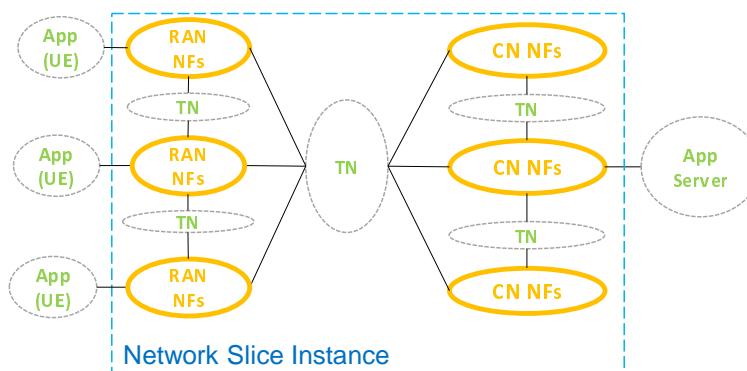 App
(UE)
RAN
NFs
CN NFs
TN
TN
App
(UE)
RAN
NFs
TN
CN NFs
App
Server
TN
TN
App
(UE)
RAN
NFs
CN NFs
Network Slice Instance